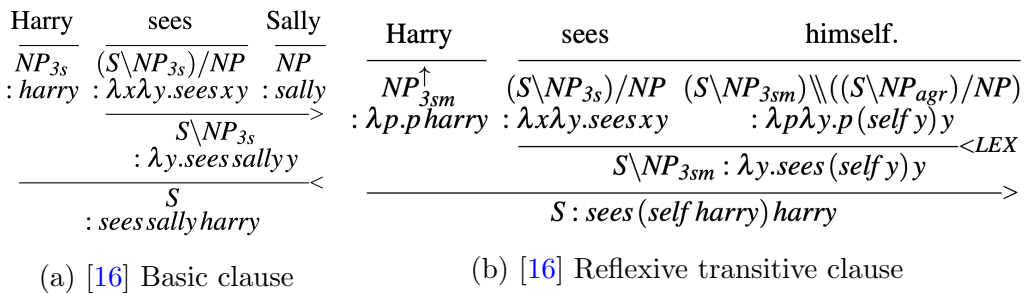 Harry sees Sally
NP₃ₛ (S\NP₃ₛ)/NP NP
: harry : λxλy.sees x y : sally
>
S\NP₃ₛ
: λy.sees sally y
<
S
: sees sally harry
(a) [16] Basic clause
Harry sees himself.
NP↑₃ₛₘ (S\NP₃ₛ)/NP (S\NP₃ₛₘ)\\((S\NP_agr)/NP)
: λp.p harry : λxλy.sees x y : λpλy.p (self y) y
<LEX
S\NP₃ₛₘ : λy.sees (self y) y
>
S : sees (self harry) harry
(b) [16] Reflexive transitive clause